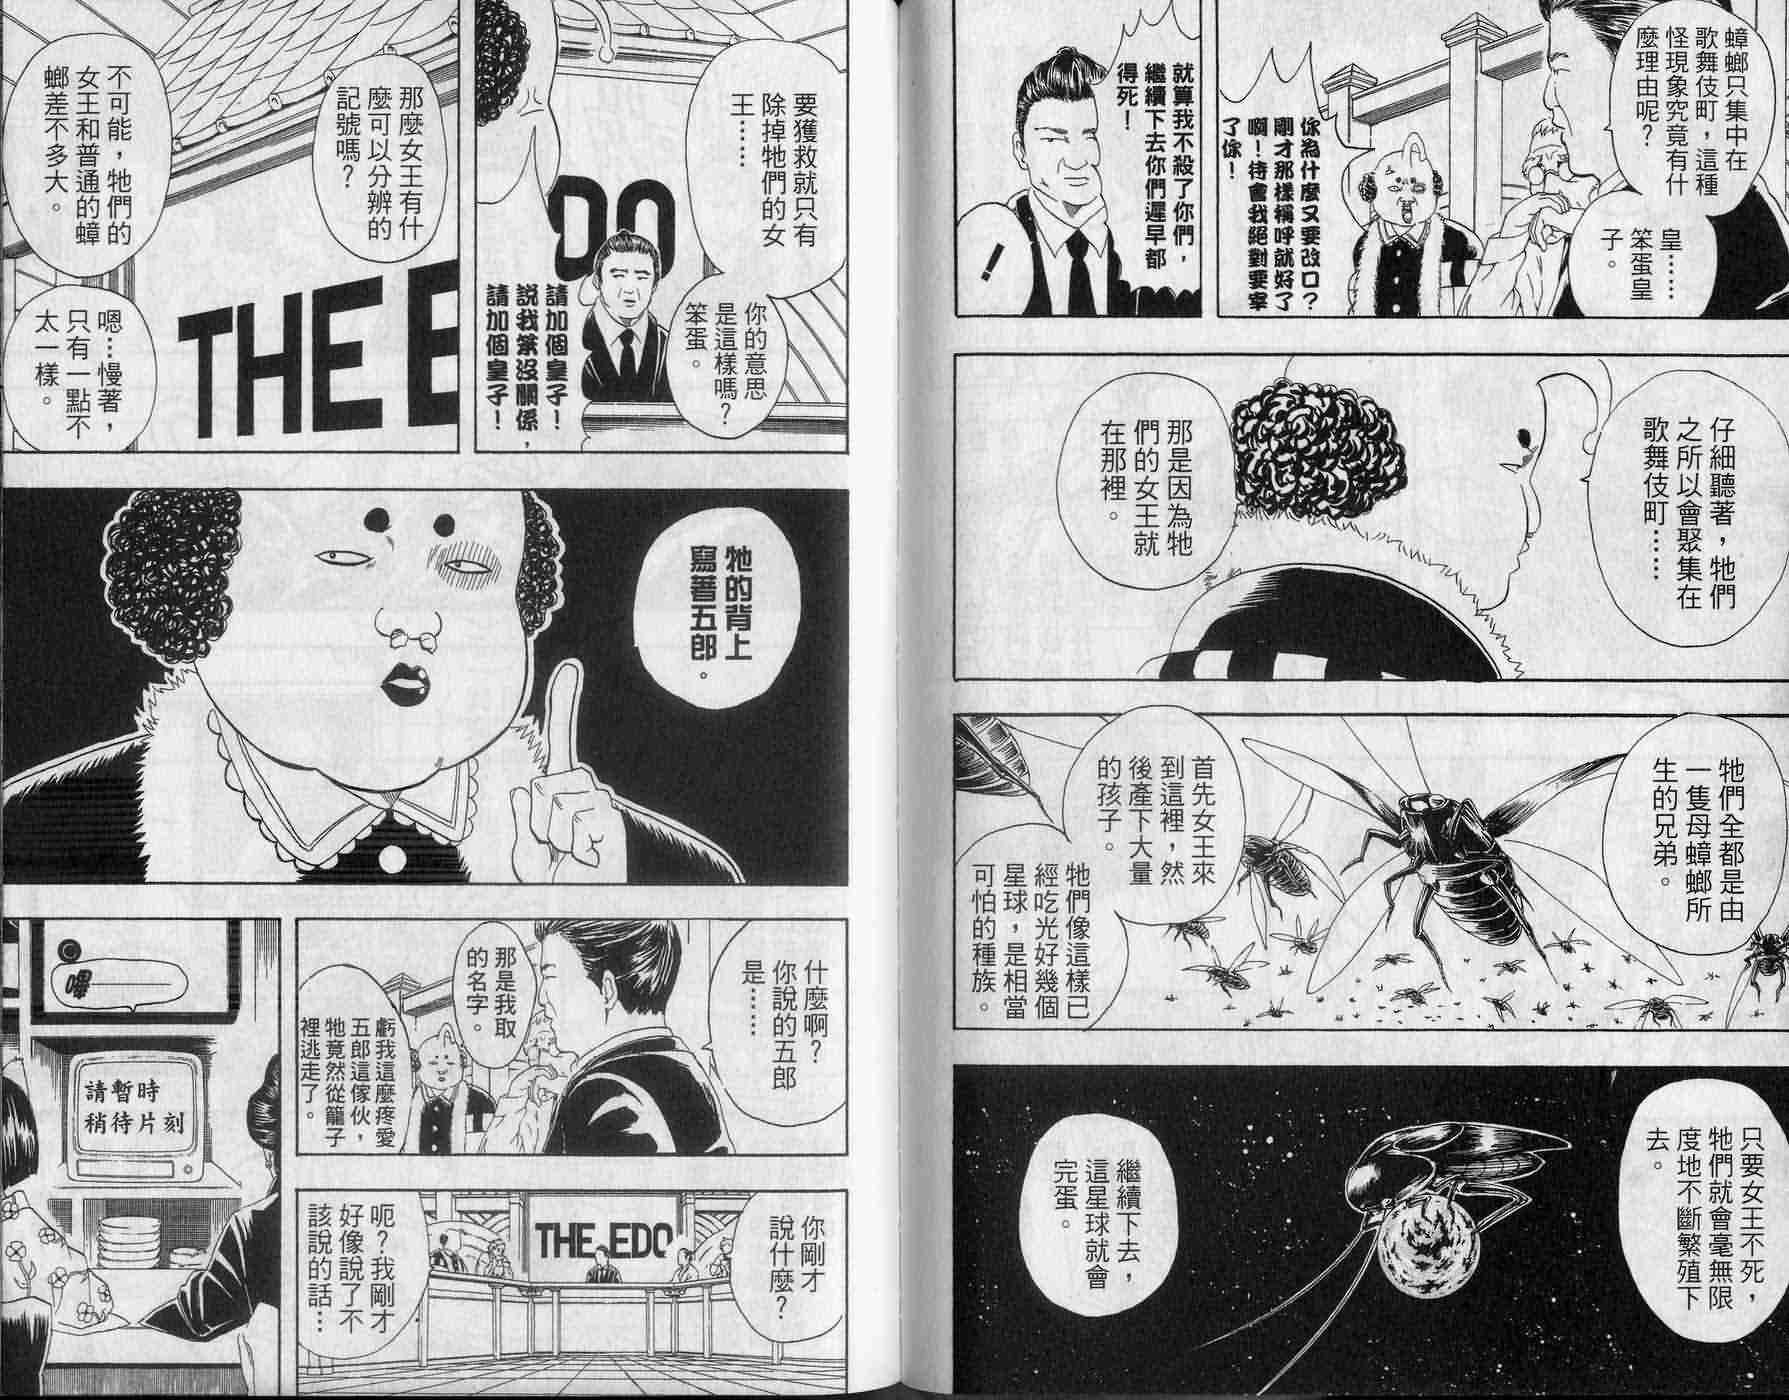 蟑螂只集中在
歌舞伎町，這種
怪現象究竟有什
麼理由呢？
皇……
笨蛋皇
子。
你為什麼又要改口？
剛才那樣稱呼就好了
啊！待會我絕對要宰
了你！
就算我不殺了你們，
繼續下去你們遲早都
得死！
！
仔細聽著，牠們
之所以會聚集在
歌舞伎町……
那是因為牠
們的女王就
在那裡。
牠們全都是由
一隻母蟑螂所
生的兄弟。
首先女王來
到這裡，然
後產下大量
的孩子。
牠們像這樣已
經吃光好幾個
星球，是相當
可怕的種族。
只要女王不死，
牠們就會毫無限
度地不斷繁殖下
去。
繼續下去，
這星球就會
完蛋。
要獲救就只有
除掉牠們的女
王……
你的意思
是這樣嗎？
笨蛋。
請加個皇子！
說我笨沒關係，
請加個皇子！
DO
那麼女王有什
麼可以分辨的
記號嗎？
不可能，牠們的
女王和普通的蟑
螂差不多大。
嗯…慢著，
只有一點不
太一樣。
THE E
牠的背上
寫著五郎。
什麼啊？
你說的五郎
是……
那是我取
的名字。
虧我這麼疼愛
五郎這傢伙，
牠竟然從籠子
裡逃走了。
你剛才
說什麼？
呃？我剛才
好像說了不
該說的話…
THE EDO
嗶
請暫時
稍待片刻